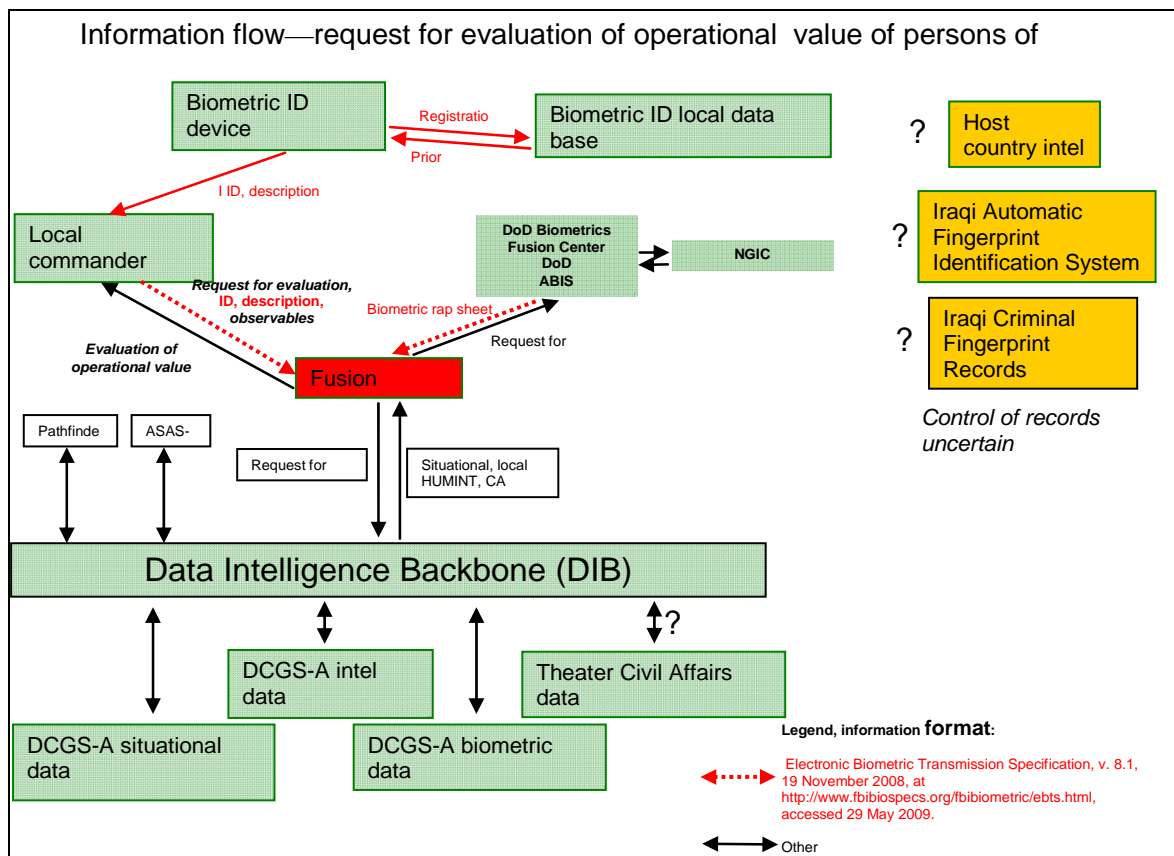 Information flow—request for evaluation of operational value of persons of
Biometric ID
device
Registratio
Prior
Biometric ID local data
base
?
Host
country intel
I ID, description
Local
commander
DoD Biometrics
Fusion Center
DoD
ABIS
NGIC
?
Iraqi Automatic
Fingerprint
Identification System
Request for evaluation,
ID, description,
observables
Biometric rap sheet
Request for
?
Iraqi Criminal
Fingerprint
Records
Evaluation of
operational value
Fusion
Control of records
uncertain
Pathfinde
ASAS-
Request for
Situational, local
HUMINT, CA
Data Intelligence Backbone (DIB)
?
DCGS-A intel
data
Theater Civil Affairs
data
DCGS-A situational
data
DCGS-A biometric
data
Legend, information format:
Electronic Biometric Transmission Specification, v. 8.1,
19 November 2008, at
http://www.fbibiospecs.org/fbibiometric/ebts.html,
accessed 29 May 2009.
Other